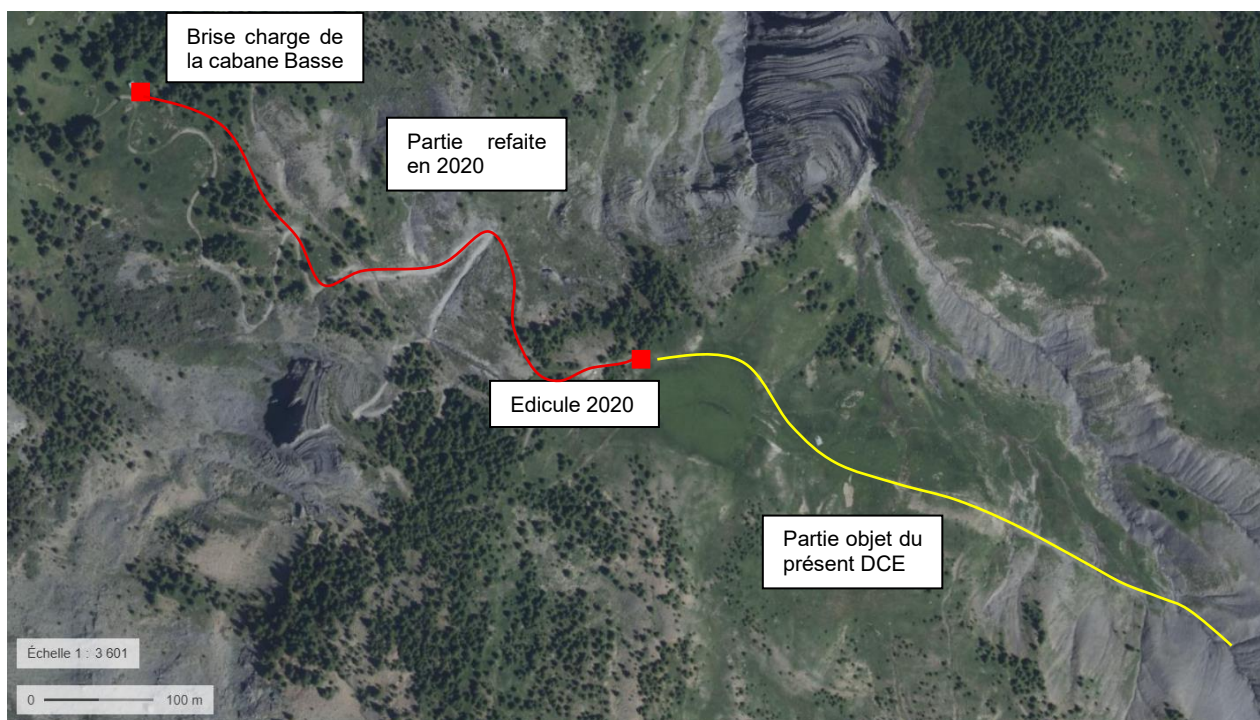 Brise charge de
la cabane Basse
Partie refaite
en 2020
Edicule 2020
Partie objet du
présent DCE
Échelle 1 : 3 601
0 100 m